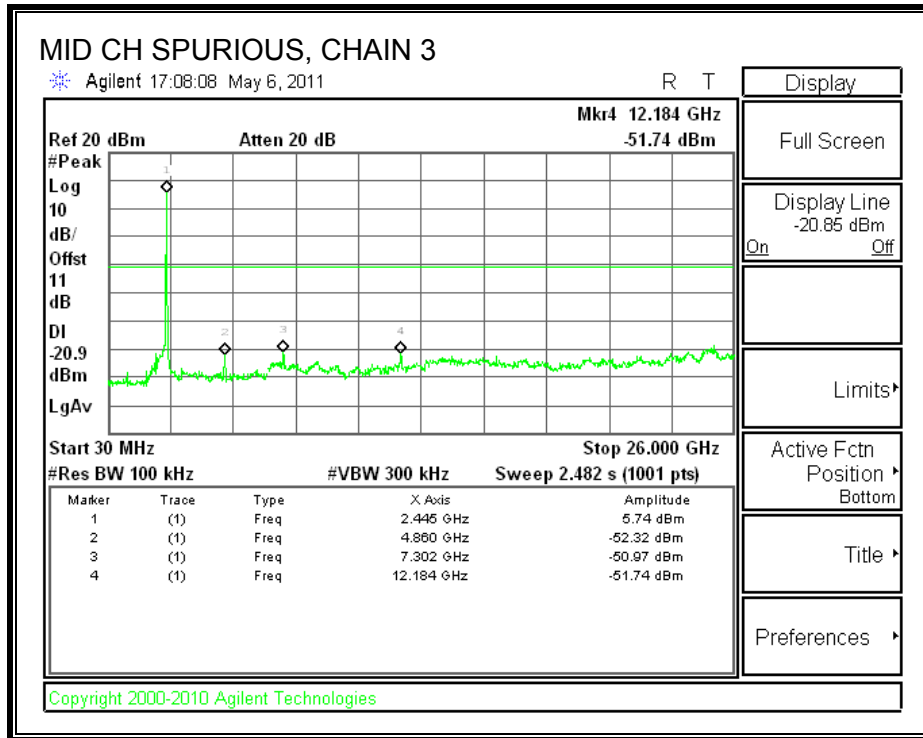 MID CH SPURIOUS, CHAIN 3
Agilent 17:08:08 May 6, 2011 R T
Mkr4 12.184 GHz
Ref 20 dBm Atten 20 dB -51.74 dBm
#Peak
Log
10
dB/
Offst
11
dB
DI
-20.9
dBm
LgAv
1
2
3
4
Start 30 MHz Stop 26.000 GHz
#Res BW 100 kHz #VBW 300 kHz Sweep 2.482 s (1001 pts)
Marker Trace Type X Axis Amplitude
1 (1) Freq 2.445 GHz 5.74 dBm
2 (1) Freq 4.860 GHz -52.32 dBm
3 (1) Freq 7.302 GHz -50.97 dBm
4 (1) Freq 12.184 GHz -51.74 dBm
Copyright 2000-2010 Agilent Technologies
Display
Full Screen
Display Line
-20.85 dBm
On Off
Limits
Active Fctn
Position
Bottom
Title
Preferences